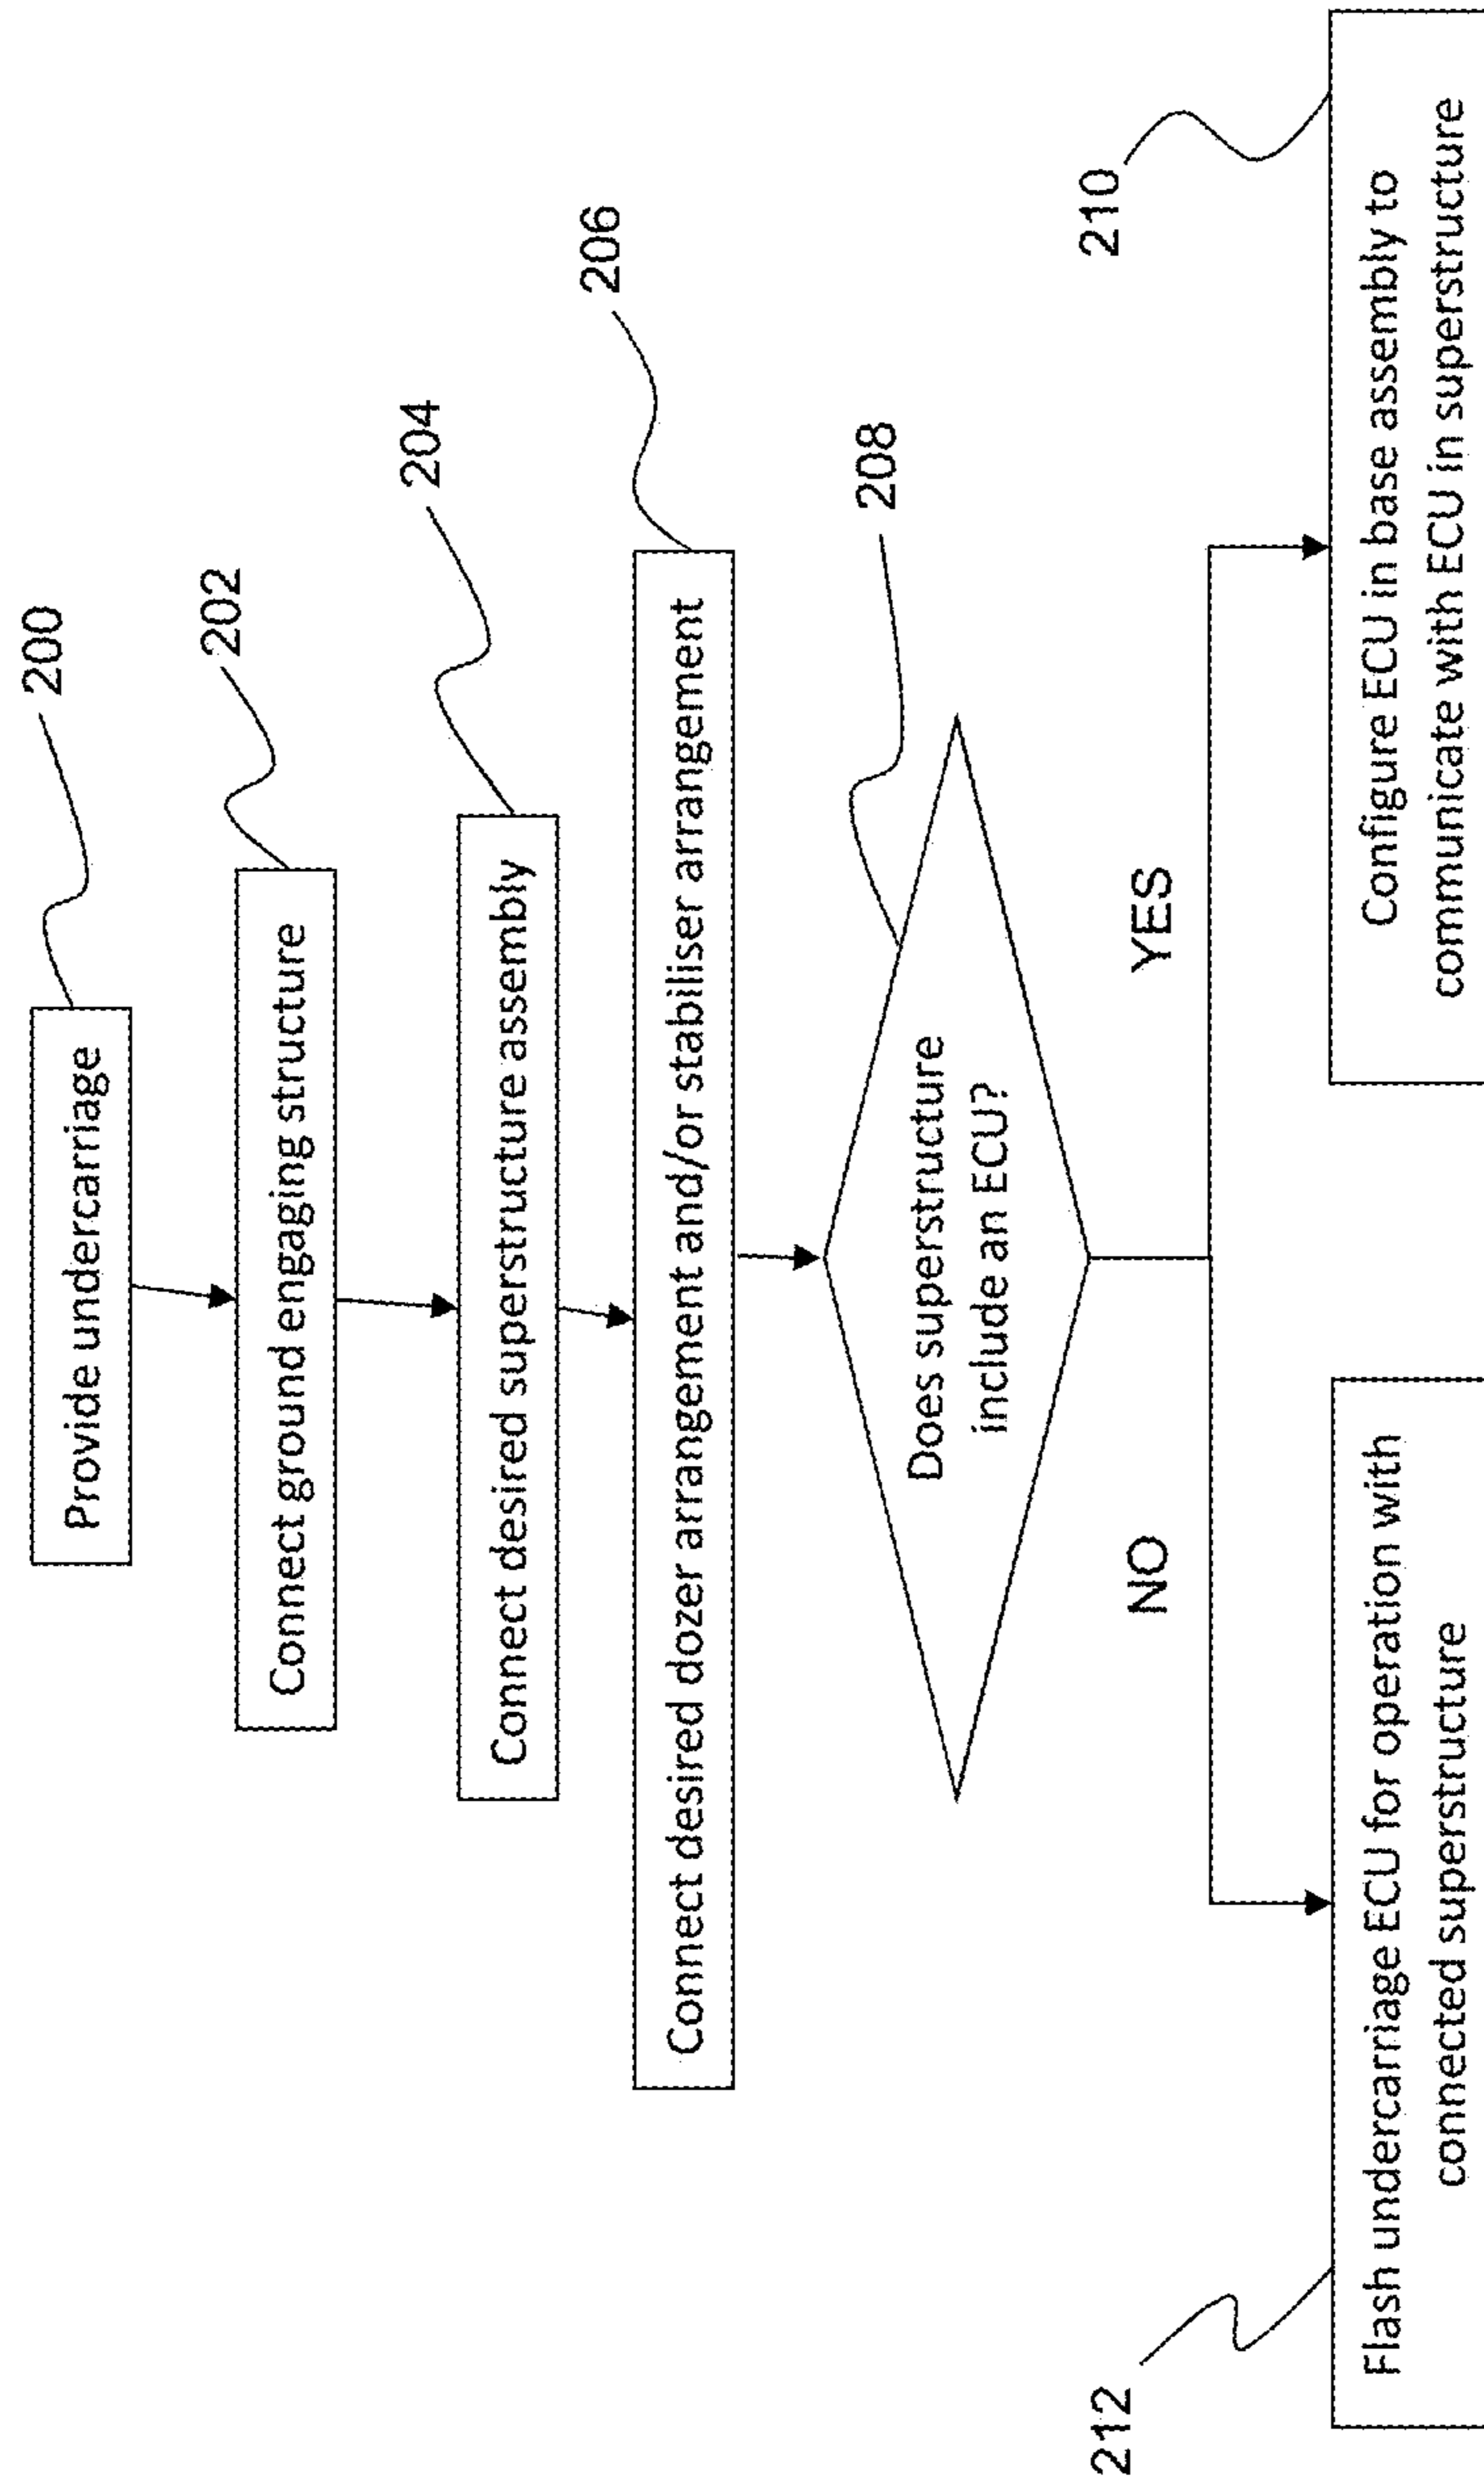 200
Provide undercarriage
202
Connect ground engaging structure
204
Connect desired superstructure assembly
206
Connect desired dozer arrangement and/or stabiliser arrangement
208
Does superstructure
include an ECU?
NO
YES
212
210
Flash undercarriage ECU for operation with
connected superstructure
Configure ECU in base assembly to
communicate with ECU in superstructure